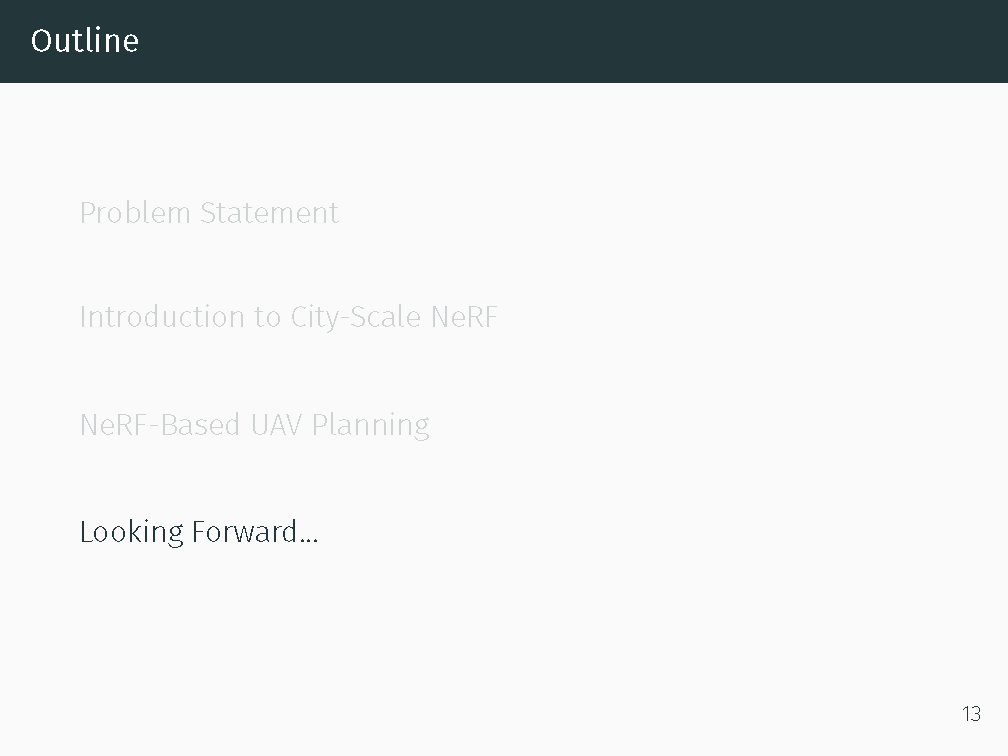 Outline
Problem Statement
Introduction to City-Scale NeRF
NeRF-Based UAV Planning
Looking Forward...
13